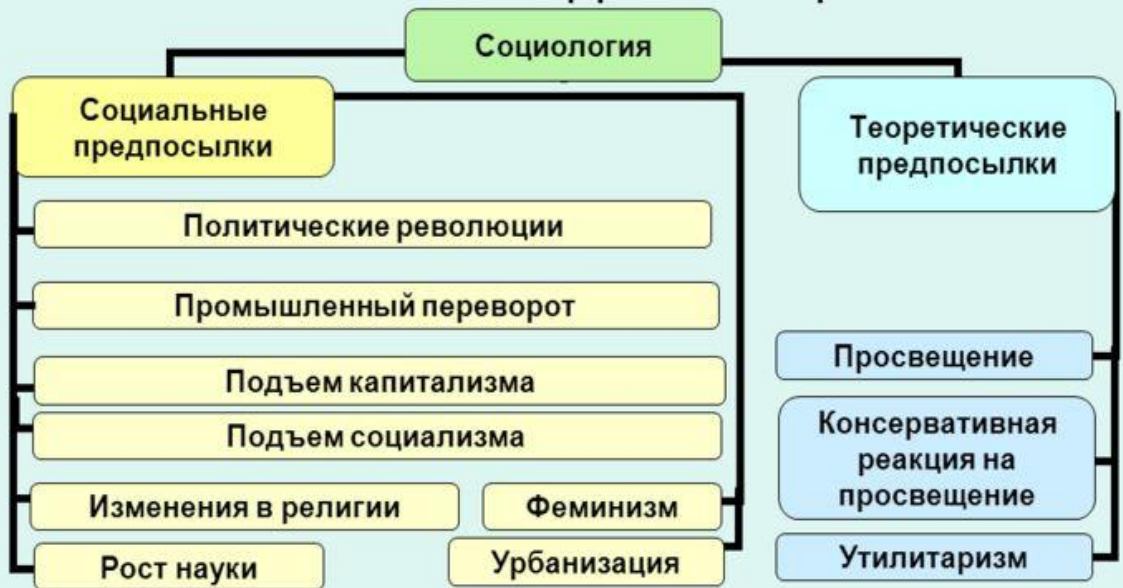 Социология
Социальные
предпосылки
Теоретические
предпосылки
Политические революции
Промышленный переворот
Подъем капитализма
Подъем социализма
Изменения в религии
Феминизм
Рост науки
Урбанизация
Просвещение
Консервативная
реакция на
просвещение
Утилитаризм